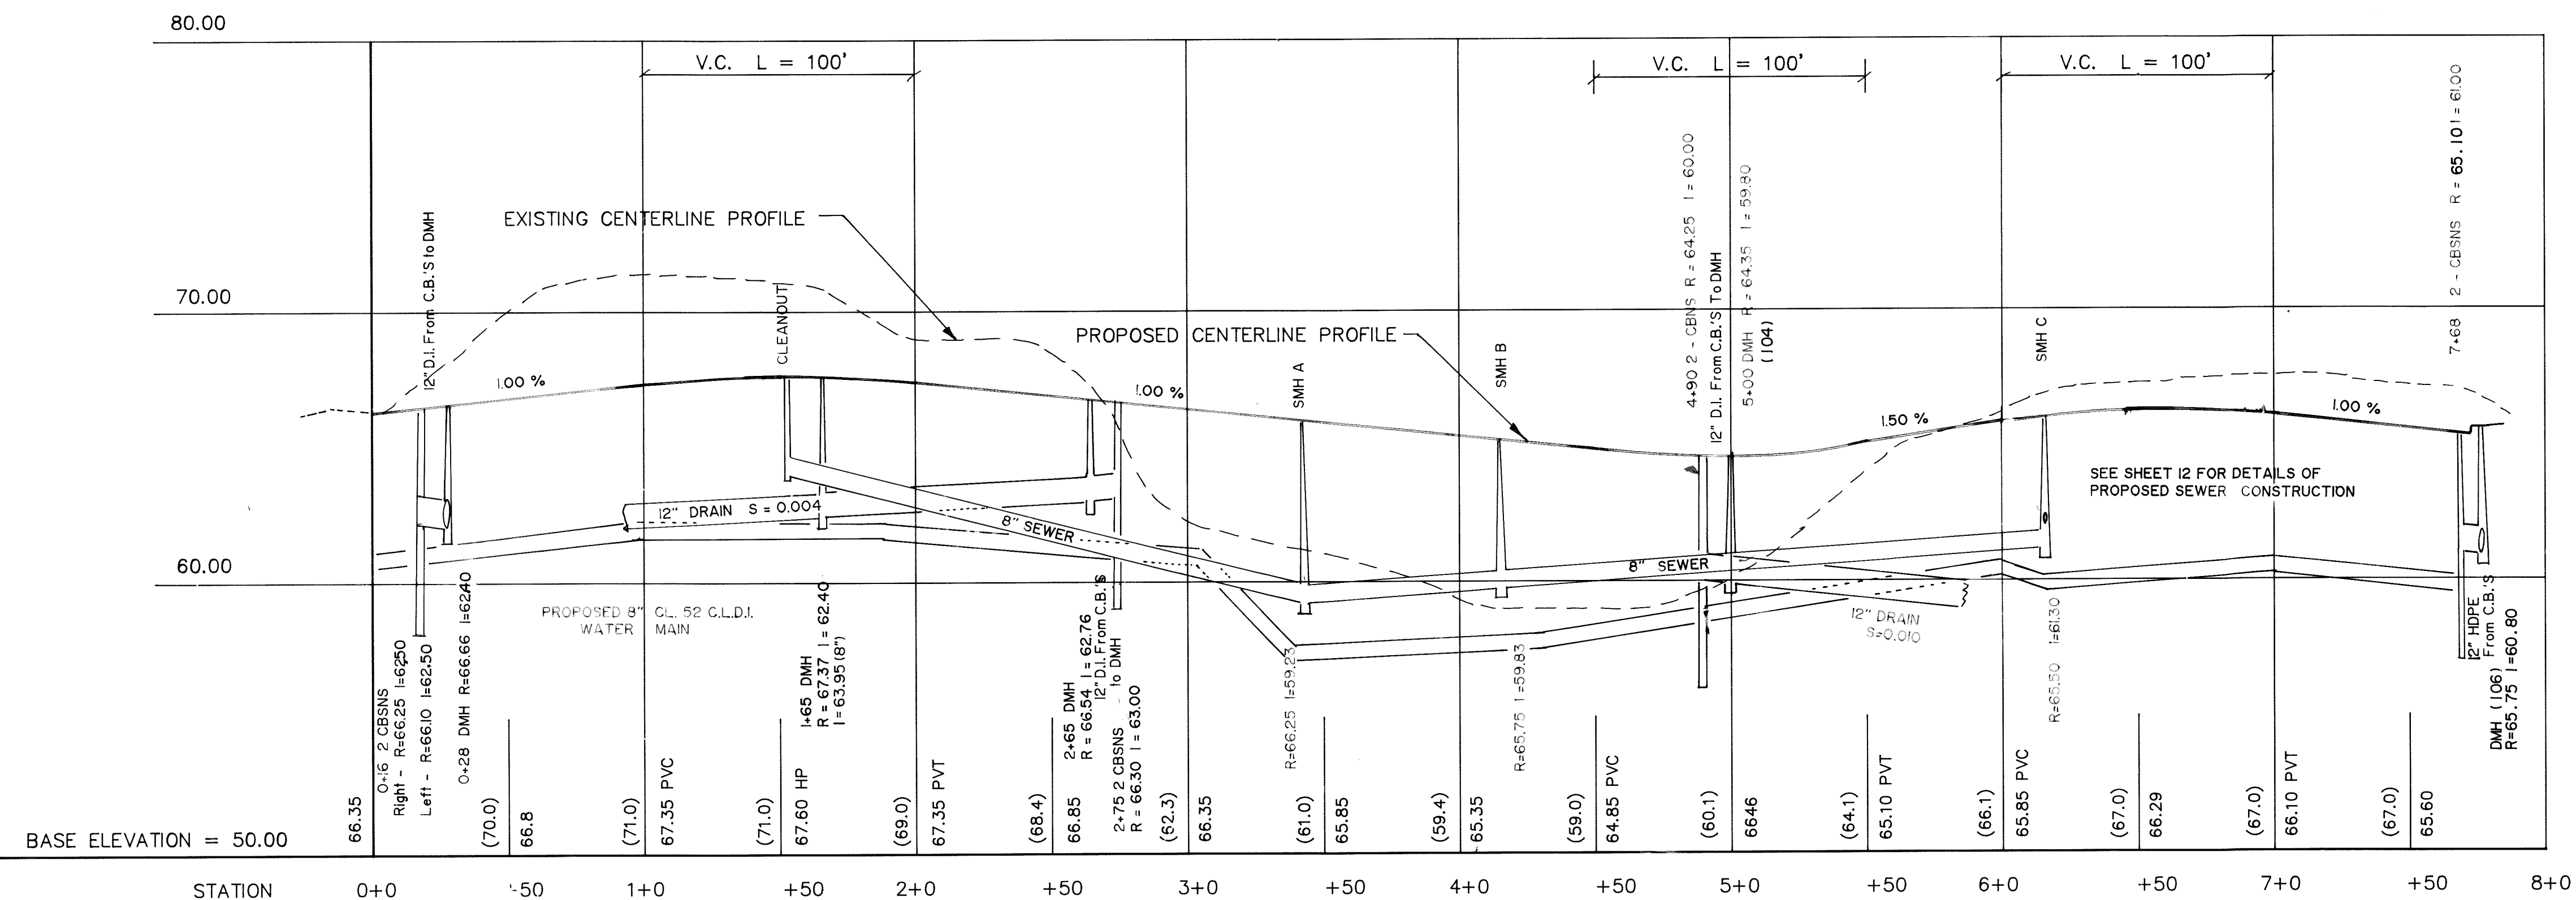 80.00
V.C. L = 100'
V.C. L = 100'
V.C. L = 100'
70.00
60.00
EXISTING CENTERLINE PROFILE
PROPOSED CENTERLINE PROFILE
12" D.I. From C.B.'S to DMH
1.00 %
CLEANOUT
1.00 %
SMH A
SMH B
4+90 2 - CBNS R = 64.25 I = 60.00
12" D.I. From C.B.'S To DMH
5+00 DMH R = 64.35 I = 59.80
(104)
1.50 %
SMH C
1.00 %
7+68 2 - CBSNS R = 65.10 I = 61.00
SEE SHEET 12 FOR DETAILS OF
PROPOSED SEWER CONSTRUCTION
12" DRAIN S = 0.004
8" SEWER
8" SEWER
12" DRAIN
S=0.010
PROPOSED 8" CL. 52 C.L.D.I.
WATER MAIN
0+16 2 CBSNS
Right - R=66.25 I=62.50
Left - R=66.10 I=62.50
0+28 DMH R=66.66 I=62.40
1+65 DMH
R = 67.37 I = 62.40
I = 63.95 (8")
2+65 DMH
R = 66.54 I = 62.76
12" D.I. From C.B.'s
to DMH
2+75 2 CBSNS
R = 66.30 I = 63.00
R=66.25 I=59.23
R=65.75 I=59.83
R=65.50 I=61.30
12" HDPE
From C.B.'S
DMH (106)
R=65.75 I=60.80
66.35
(70.0)
66.8
(71.0)
67.35 PVC
(71.0)
67.60 HP
(69.0)
67.35 PVT
(68.4)
66.85
(62.3)
66.35
(61.0)
65.85
(59.4)
65.35
(59.0)
64.85 PVC
(60.1)
6646
(64.1)
65.10 PVT
(66.1)
65.85 PVC
(67.0)
66.29
(67.0)
66.10 PVT
(67.0)
65.60
BASE ELEVATION = 50.00
STATION 0+0 +50 1+0 +50 2+0 +50 3+0 +50 4+0 +50 5+0 +50 6+0 +50 7+0 +50 8+0